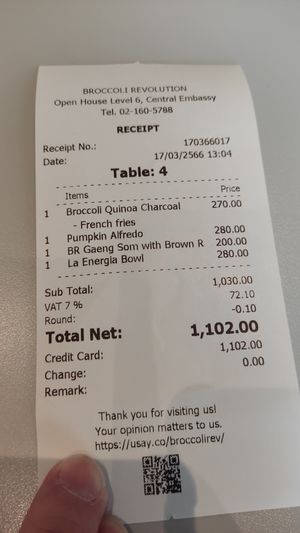 BROCCOLI REVOLUTION
Open House Level 6, Central Embassy
Tel. 02-160-5788
RECEIPT
Receipt No.: 170366017
Date: 17/03/2566 13:04
Table: 4
Items Price
1 Broccoli Quinoa Charcoal 270.00
- French fries
1 Pumpkin Alfredo 280.00
1 BR Gaeng Som with Brown R 200.00
1 La Energia Bowl 280.00
Sub Total: 1,030.00
VAT 7 % 72.10
Round: -0.10
Total Net: 1,102.00
Credit Card: 1,102.00
Change: 0.00
Remark:
Thank you for visiting us!
Your opinion matters to us.
https://usay.co/broccolirev/